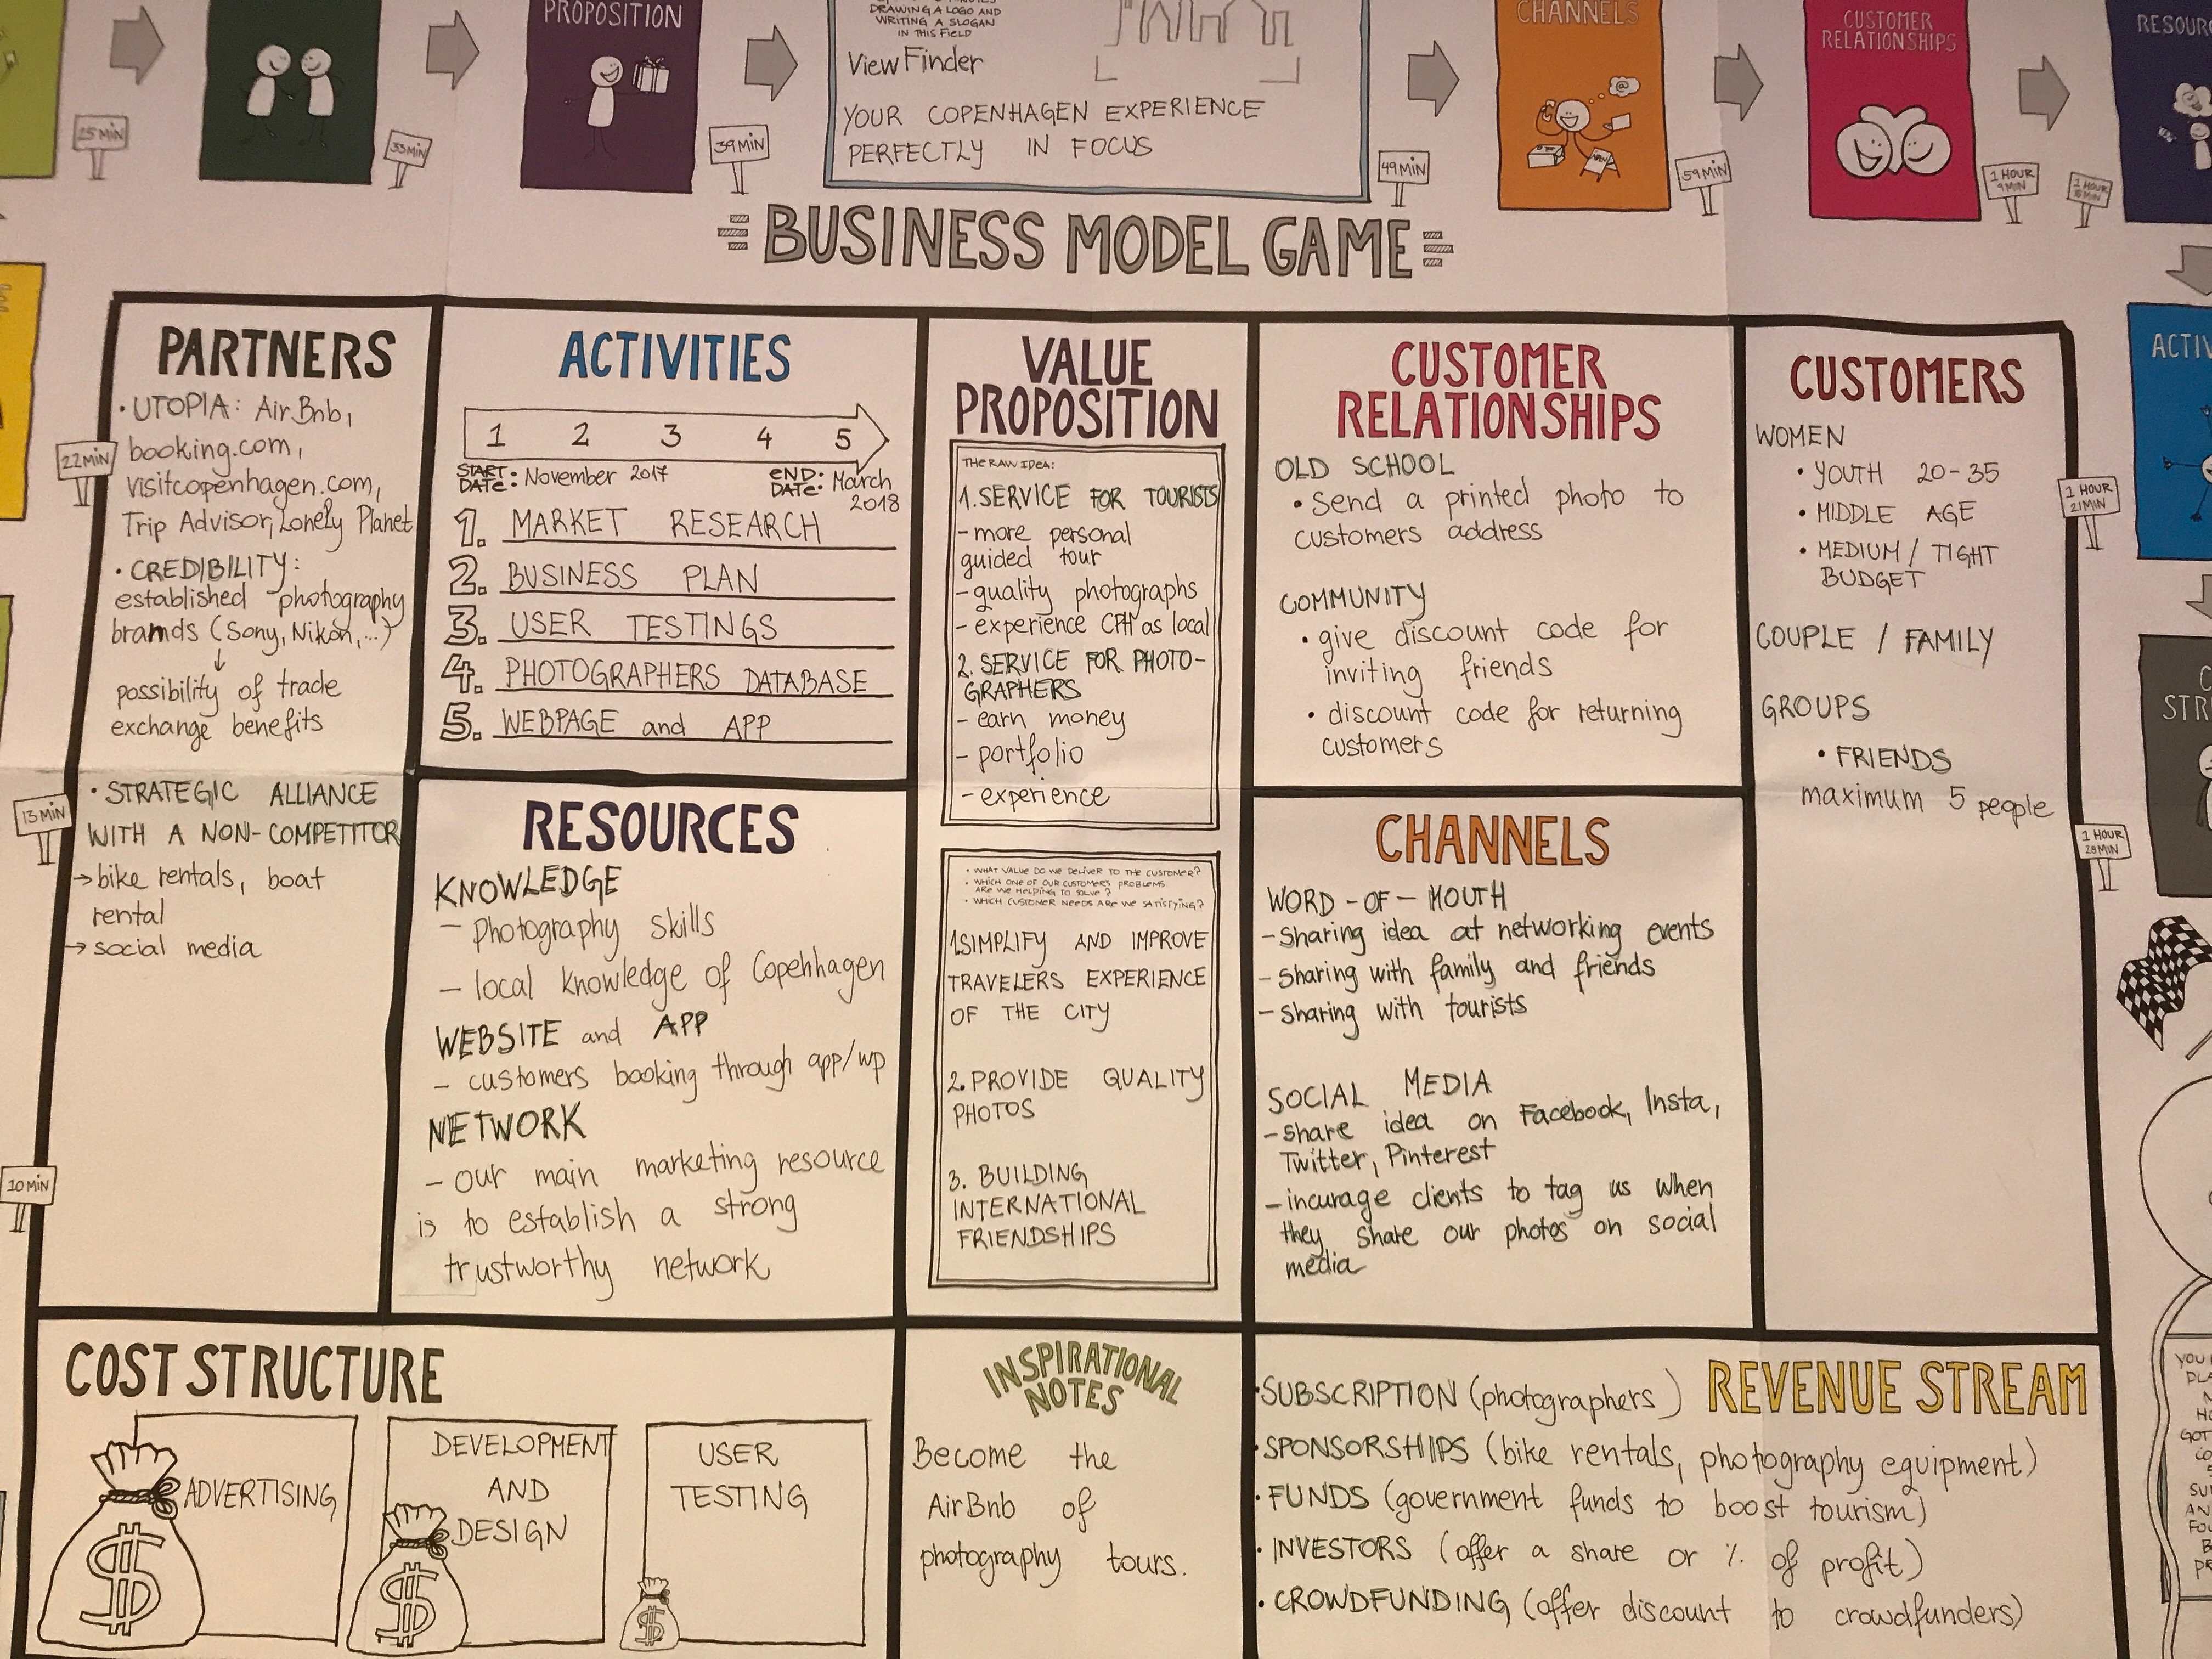 PROPOSITION
DRAWING A LOGO AND
WRITING A SLOGAN
IN THIS FIELD
ViewFinder
YOUR COPENHAGEN EXPERIENCE
PERFECTLY IN FOCUS
CHANNELS
@
OPEN
CUSTOMER
RELATIONSHIPS
25 MIN
33 MIN
39 MIN
49 MIN
59 MIN
1 HOUR
9 MIN
1 HOUR
15 MIN
BUSINESS MODEL GAME
PARTNERS
• UTOPIA: AirBnb,
booking.com,
visitcopenhagen.com,
Trip Advisor, Lonely Planet
• CREDIBILITY:
established photography
brands (Sony, Nikon, ...)
↓
possibility of trade
exchange benefits
• STRATEGIC ALLIANCE
WITH A NON-COMPETITOR
→ bike rentals, boat
rental
→ social media
22 MIN
13 MIN
10 MIN
ACTIVITIES
1 2 3 4 5
START DATE: November 2017
END DATE: March
2018
1. MARKET RESEARCH
2. BUSINESS PLAN
3. USER TESTINGS
4. PHOTOGRAPHERS DATABASE
5. WEBPAGE and APP
RESOURCES
KNOWLEDGE
- photography skills
- local knowledge of Copenhagen
WEBSITE and APP
- customers booking through app/wp
NETWORK
- our main marketing resource
is to establish a strong
trustworthy network
VALUE
PROPOSITION
THE RAW IDEA:
1. SERVICE FOR TOURISTS
- more personal
guided tour
- quality photographs
- experience CPH as local
2. SERVICE FOR PHOTO-
GRAPHERS
- earn money
- portfolio
- experience
• WHAT VALUE DO WE DELIVER TO THE CUSTOMER?
• WHICH ONE OF OUR CUSTOMERS PROBLEMS
ARE WE HELPING TO SOLVE?
• WHICH CUSTOMER NEEDS ARE WE SATISFYING?
1. SIMPLIFY AND IMPROVE
TRAVELERS EXPERIENCE
OF THE CITY
2. PROVIDE QUALITY
PHOTOS
3. BUILDING
INTERNATIONAL
FRIENDSHIPS
CUSTOMER
RELATIONSHIPS
OLD SCHOOL
• Send a printed photo to
customers address
COMMUNITY
• give discount code for
inviting friends
• discount code for returning
customers
CHANNELS
WORD-OF-MOUTH
- sharing idea at networking events
- sharing with family and friends
- sharing with tourists
SOCIAL MEDIA
- share idea on Facebook, Insta,
Twitter, Pinterest
- incurage clients to tag us when
they share our photos on social
media
CUSTOMERS
WOMEN
• YOUTH 20-35
• MIDDLE AGE
• MEDIUM / TIGHT
BUDGET
COUPLE / FAMILY
GROUPS
• FRIENDS
maximum 5 people
1 HOUR
21 MIN
1 HOUR
28 MIN
COST STRUCTURE
$ ADVERTISING
$ DEVELOPMENT
AND
DESIGN
$ USER
TESTING
INSPIRATIONAL
NOTES
Become the
AirBnb of
photography tours.
REVENUE STREAM
• SUBSCRIPTION (photographers)
• SPONSORSHIPS (bike rentals, photography equipment)
• FUNDS (government funds to boost tourism)
• INVESTORS (offer a share or % of profit)
• CROWDFUNDING (offer discount to crowdfunders)